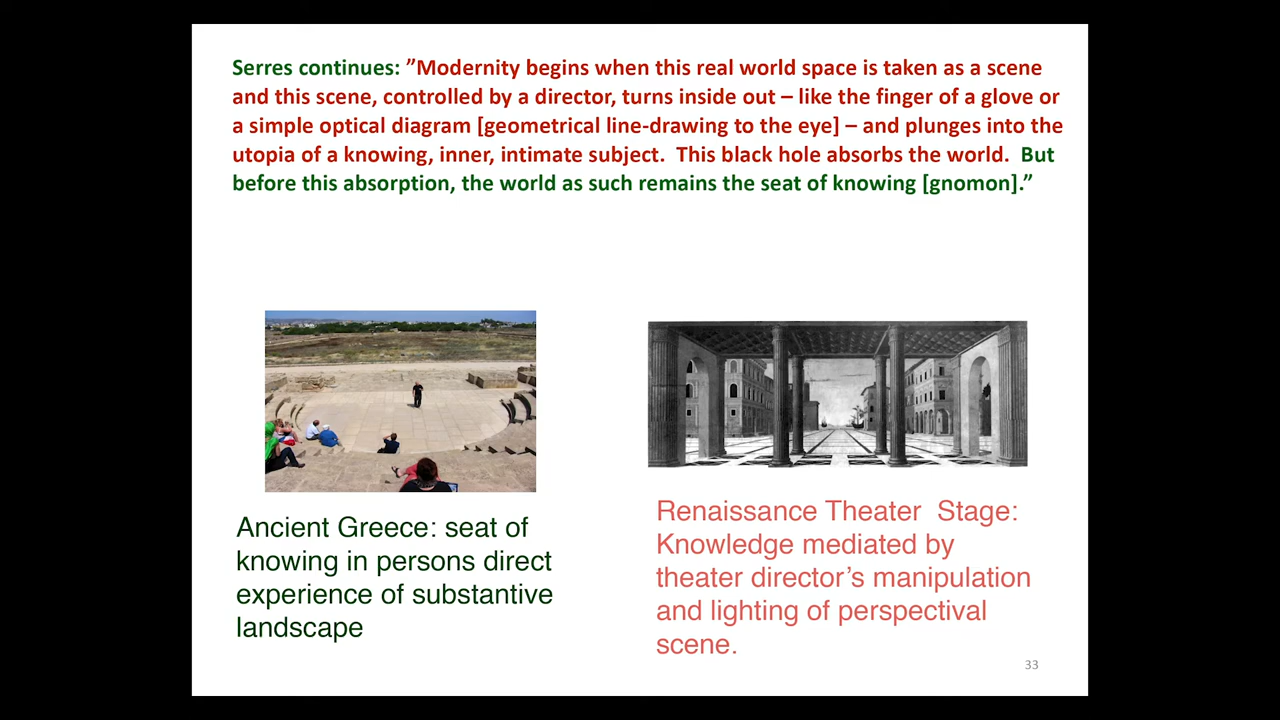 Serres continues: ”Modernity begins when this real world space is taken as a scene
and this scene, controlled by a director, turns inside out – like the finger of a glove or
a simple optical diagram [geometrical line-drawing to the eye] – and plunges into the
utopia of a knowing, inner, intimate subject.  This black hole absorbs the world.  But
before this absorption, the world as such remains the seat of knowing [gnomon].”
Ancient Greece: seat of
knowing in persons direct
experience of substantive
landscape
Renaissance Theater  Stage:
Knowledge mediated by
theater director’s manipulation
and lighting of perspectival
scene.
33